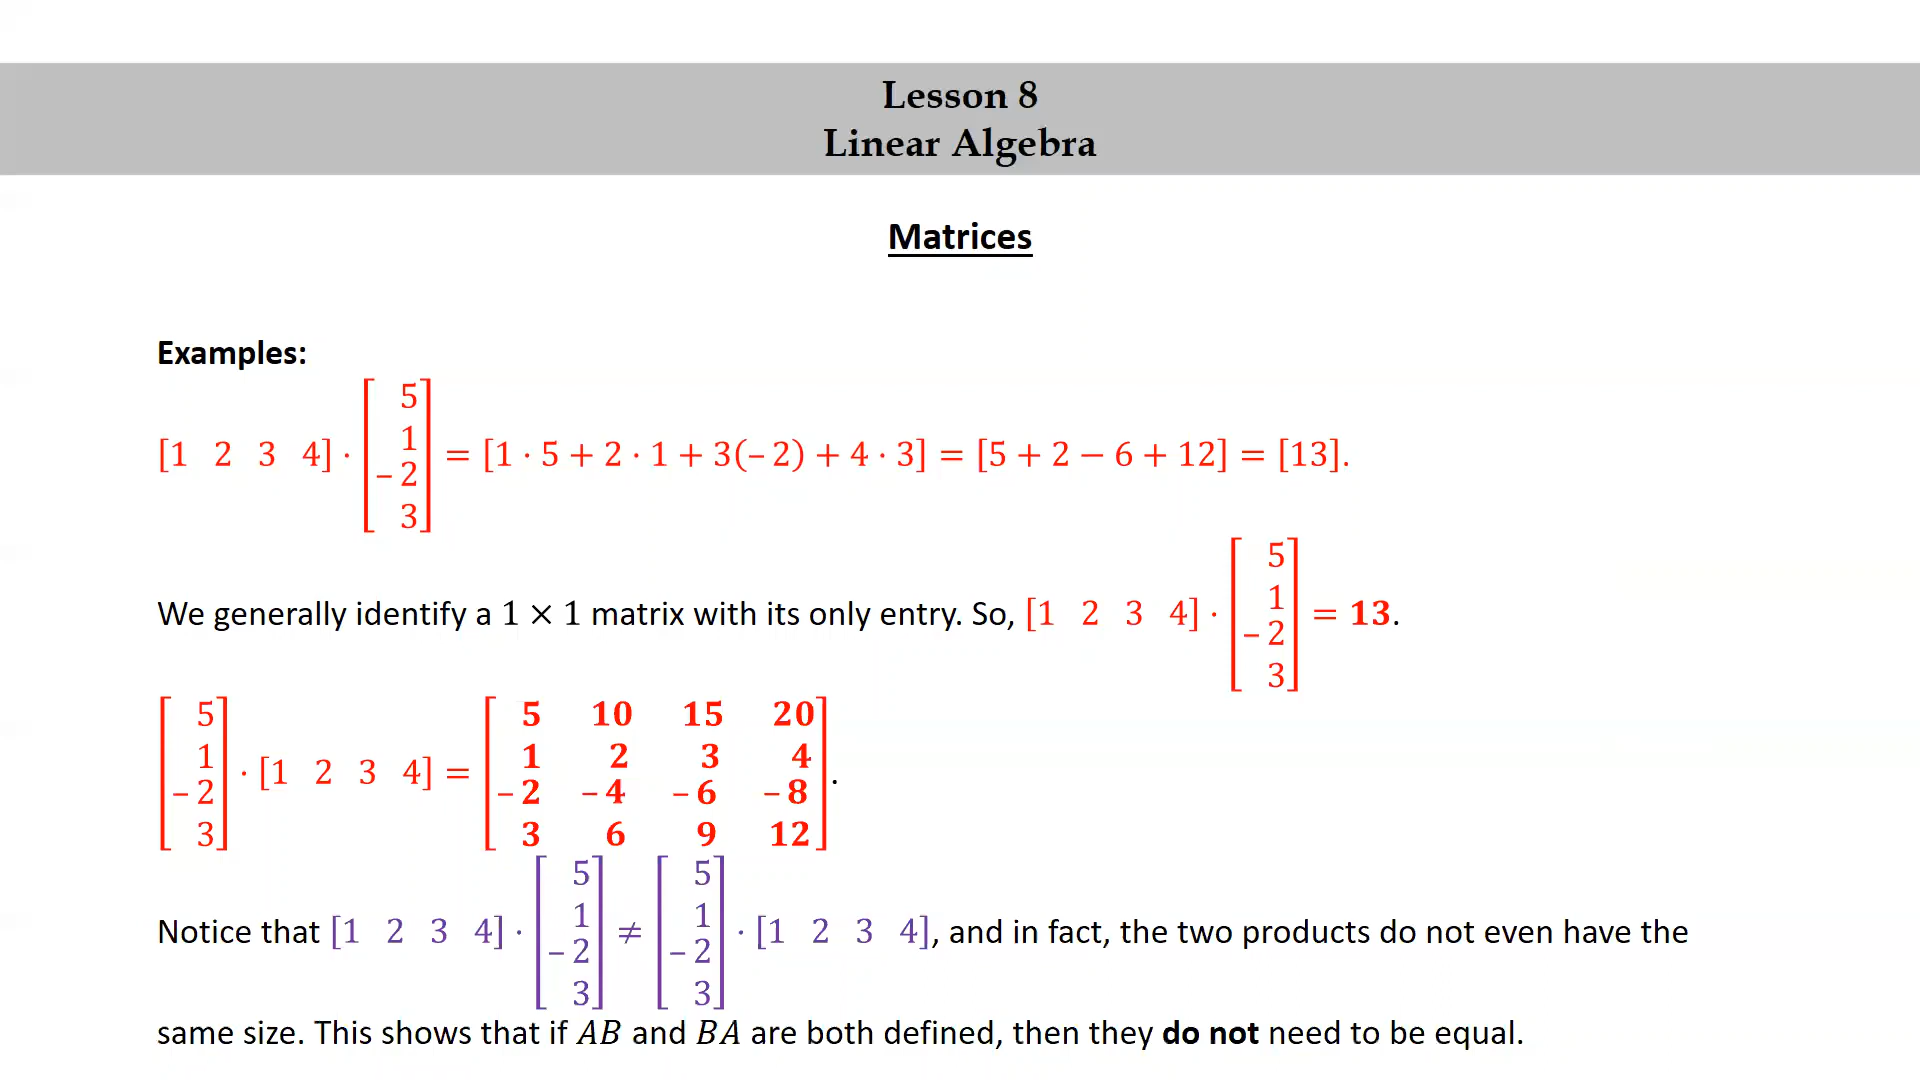 Lesson 8
Linear Algebra
Matrices
Examples:
[1 2 3 4] · [5; 1; – 2; 3] = [1 · 5 + 2 · 1 + 3(– 2) + 4 · 3] = [5 + 2 − 6 + 12] = [13].
We generally identify a 1 × 1 matrix with its only entry. So, [1 2 3 4] · [5; 1; – 2; 3] = 13.
[5; 1; – 2; 3] · [1 2 3 4] = [5 10 15 20; 1 2 3 4; – 2 – 4 – 6 – 8; 3 6 9 12].
Notice that [1 2 3 4] · [5; 1; – 2; 3] ≠ [5; 1; – 2; 3] · [1 2 3 4], and in fact, the two products do not even have the
same size. This shows that if AB and BA are both defined, then they do not need to be equal.